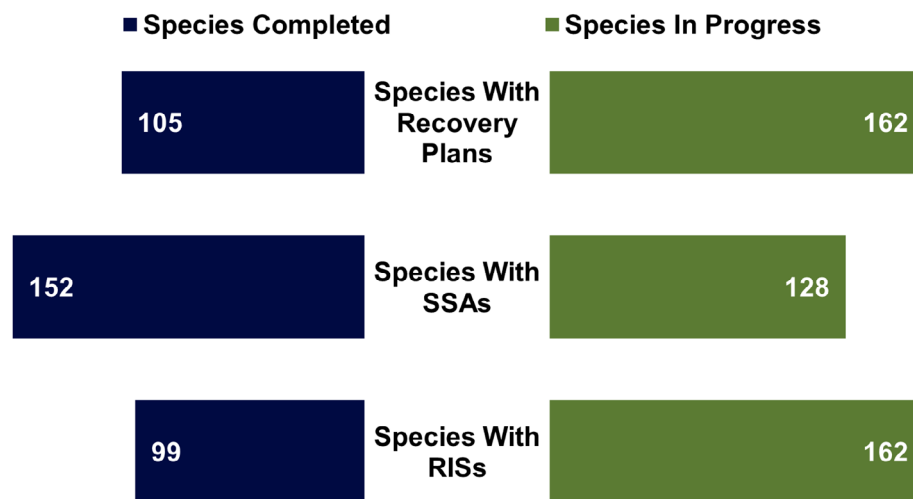 Species Completed
Species In Progress
105
Species With
Recovery
Plans
162
152
Species With
SSAs
128
99
Species With
RISs
162